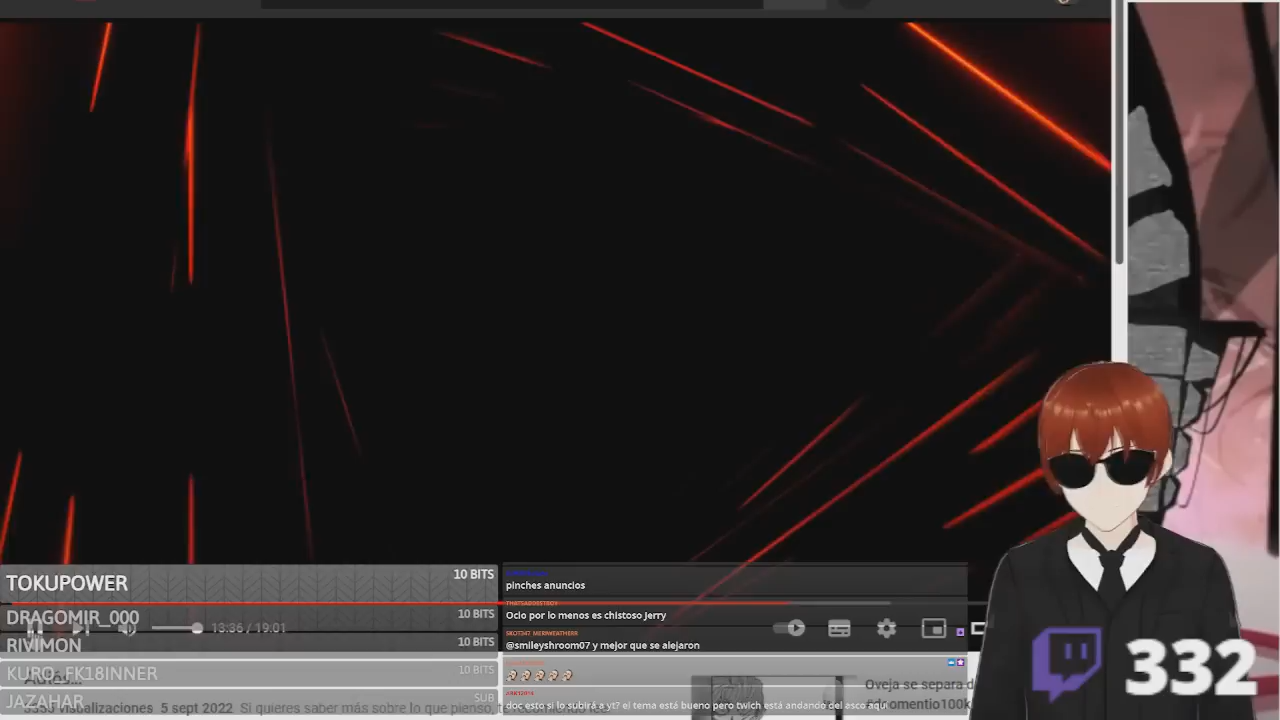 TOKUPOWER 10 BITS
DRAGOMIR_000 10 BITS
13:36 / 19:01
RIVIMON 10 BITS
KURO_FK18INNER 10 BITS
JAZAHAR SUB
visualizaciones 5 sept 2022 Si quieres saber más sobre lo que pienso, te
pinches anuncios
Ocio por lo menos es chistoso Jerry
@smileyshroom07 y mejor que se alejaron
doc esto si lo subirá a yt? el tema está bueno pero twich está andando del asco aqui
Oveja se separa d
332